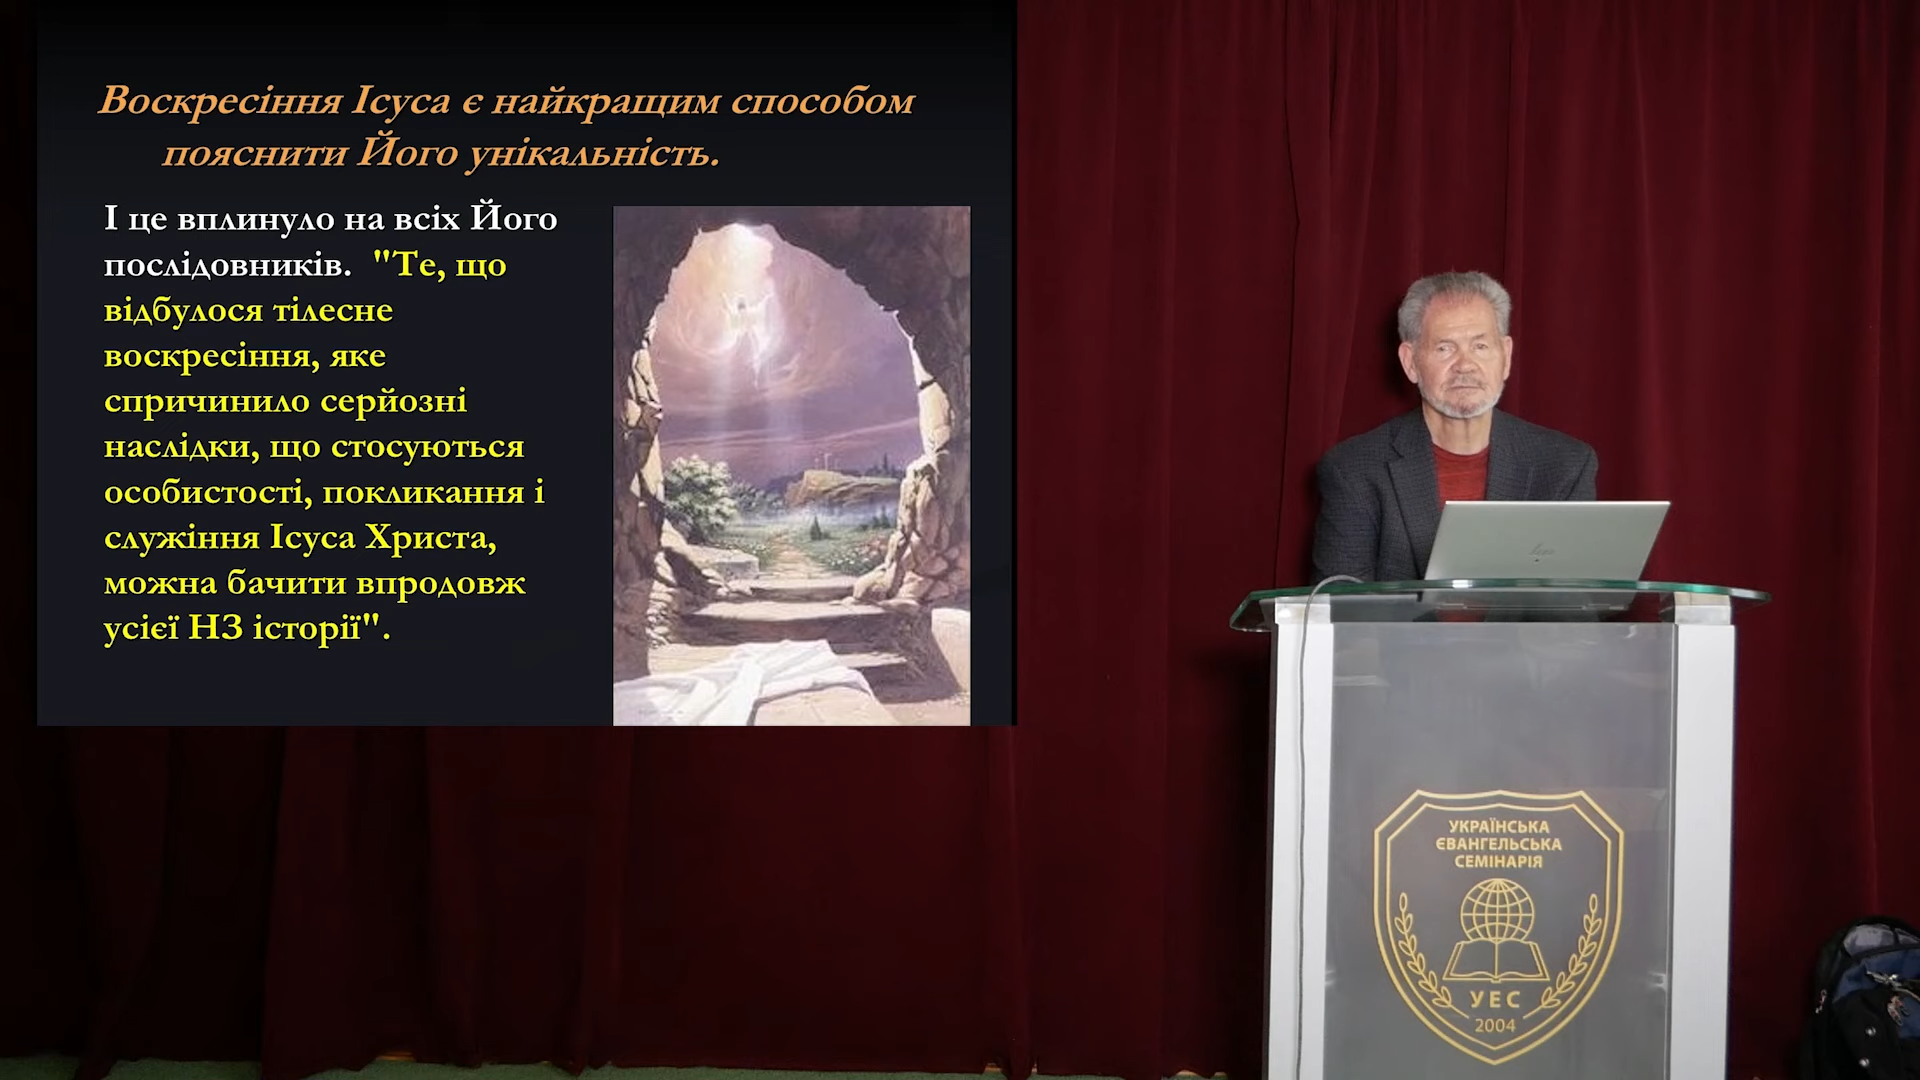 Воскресіння Ісуса є найкращим способом
пояснити Його унікальність.
І це вплинуло на всіх Його
послідовників. "Те, що
відбулося тілесне
воскресіння, яке
спричинило серйозні
наслідки, що стосуються
особистості, покликання і
служіння Ісуса Христа,
можна бачити впродовж
усієї НЗ історії".
УКРАЇНСЬКА
ЄВАНГЕЛЬСЬКА
СЕМІНАРІЯ
УЕС
2004